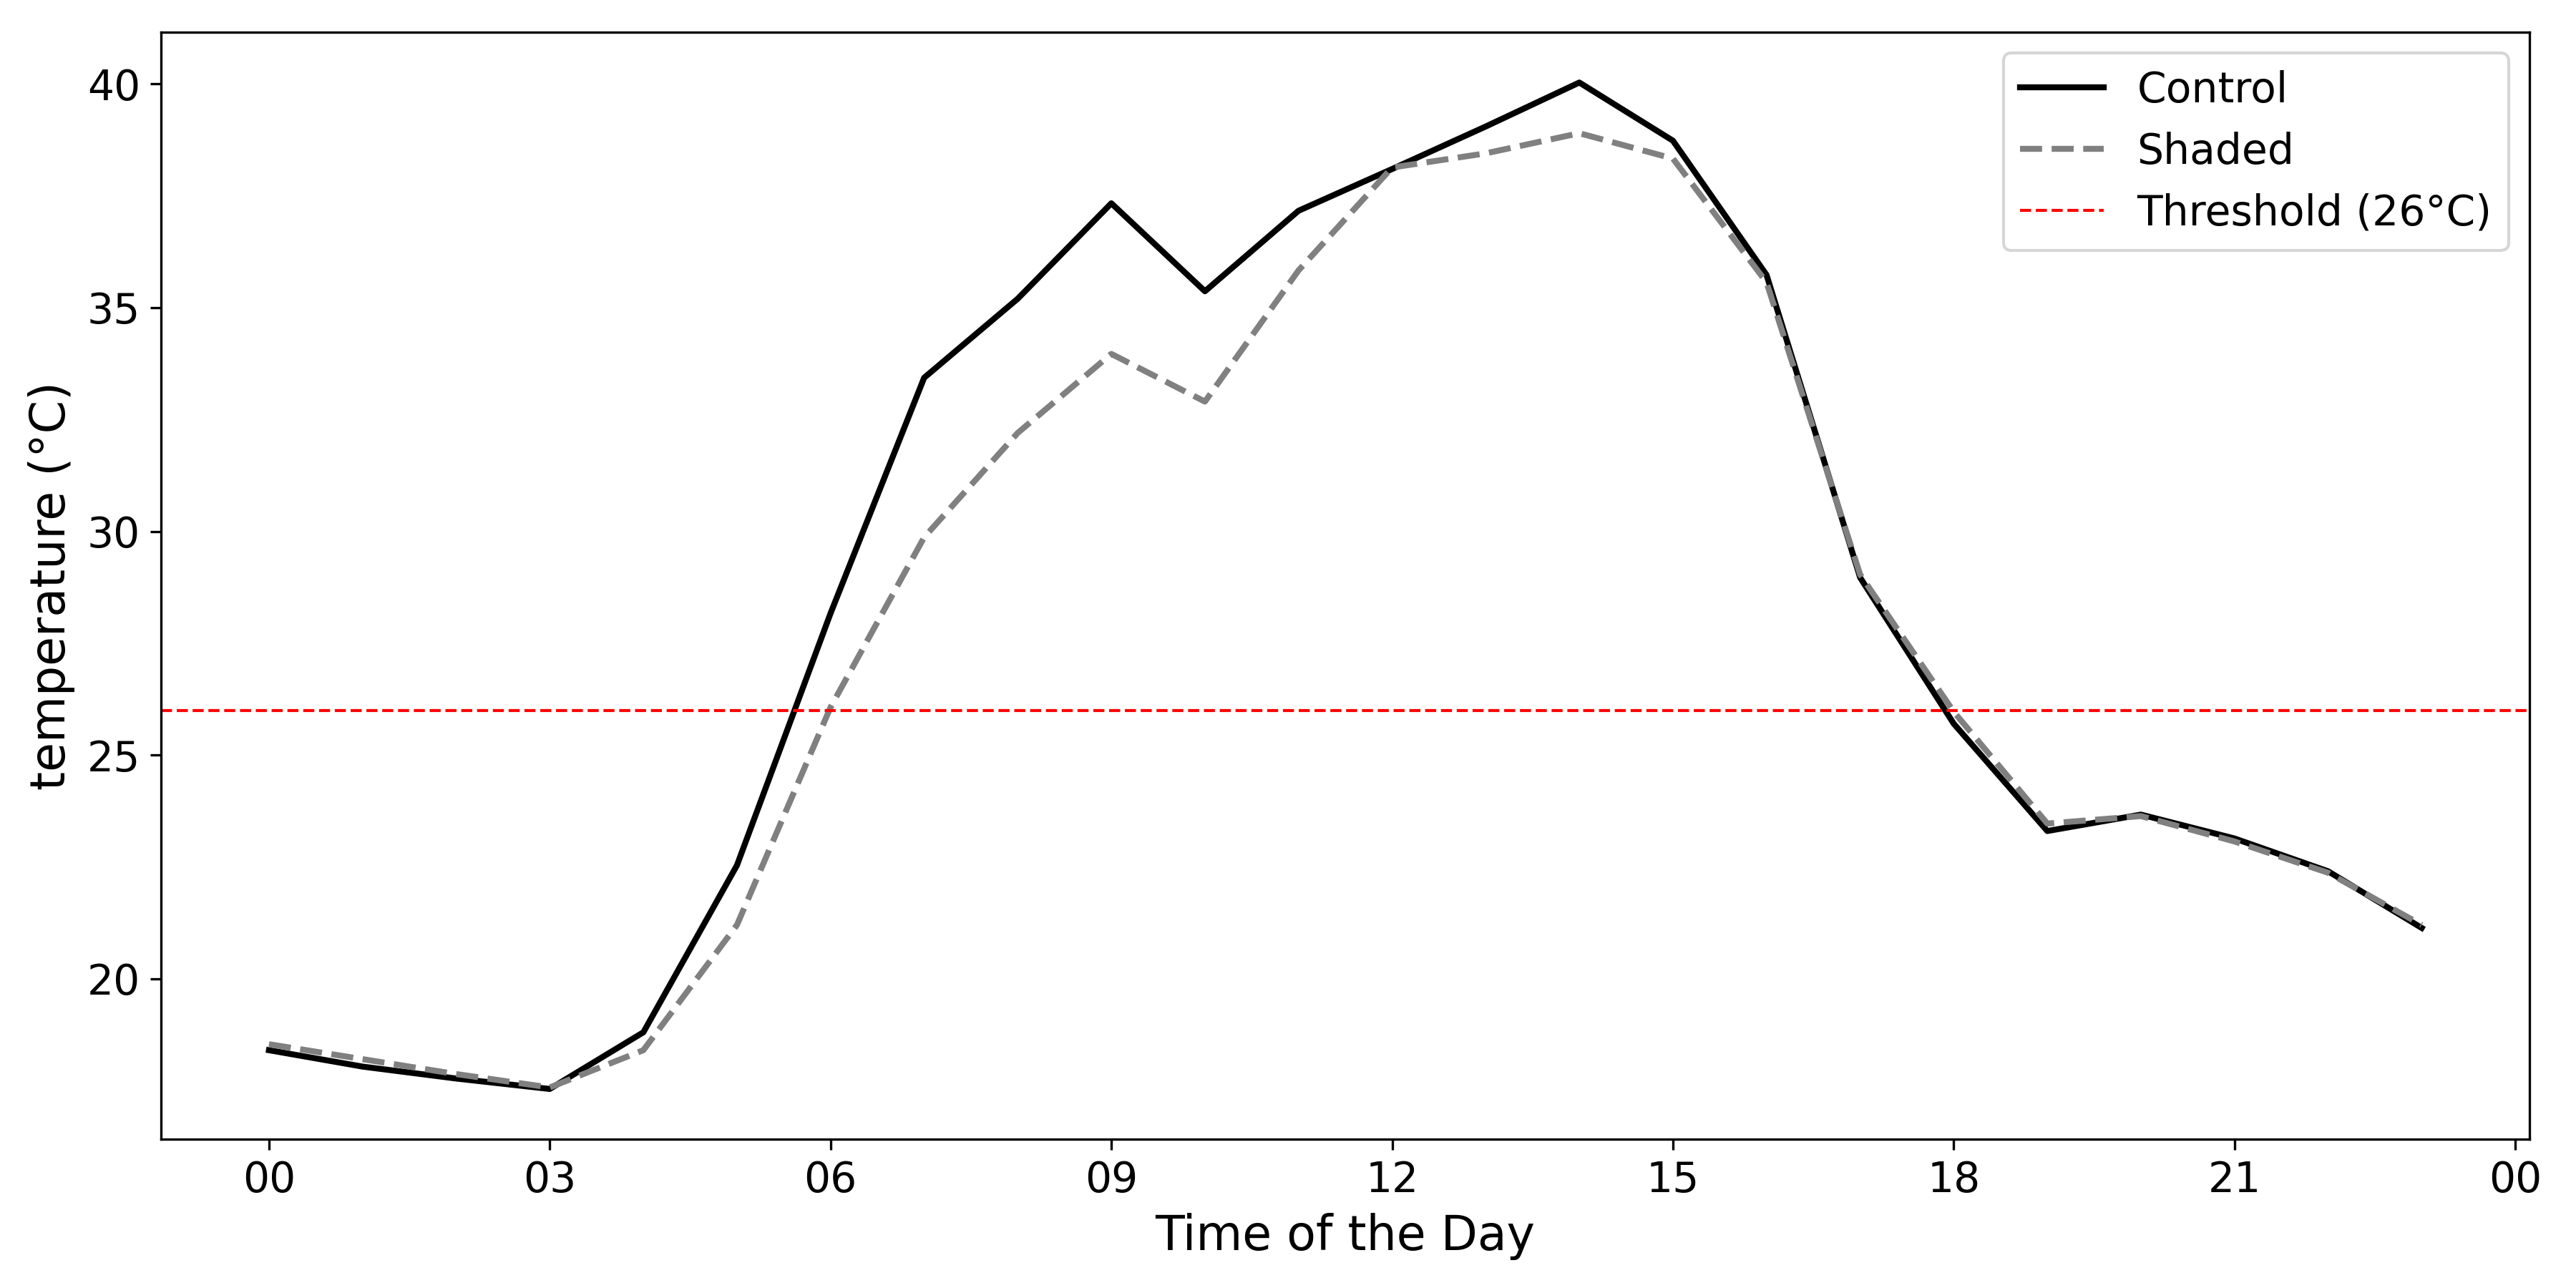 40
35
30
25
20
temperature (°C)
Control
Shaded
Threshold (26°C)
00 03 06 09 12 15 18 21 00
Time of the Day